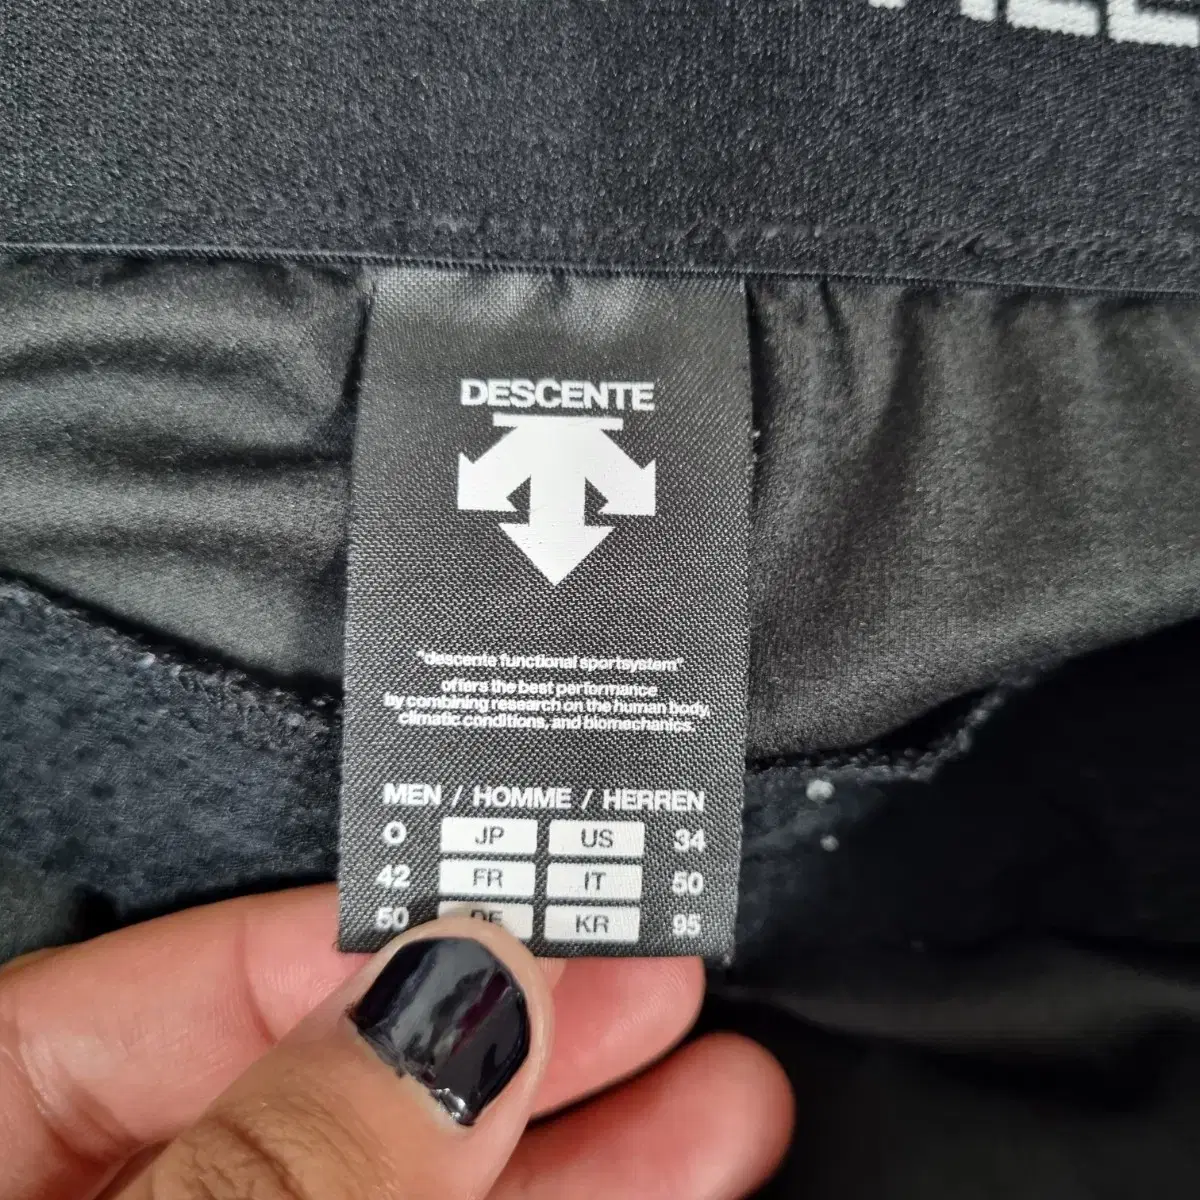 DESCENTE
"descente functional sportsystem"
offers the best performance
by combining research on the human body,
climatic conditions, and biomechanics.
MEN / HOMME / HERREN
O JP US 34
42 FR IT 50
50 DE KR 95